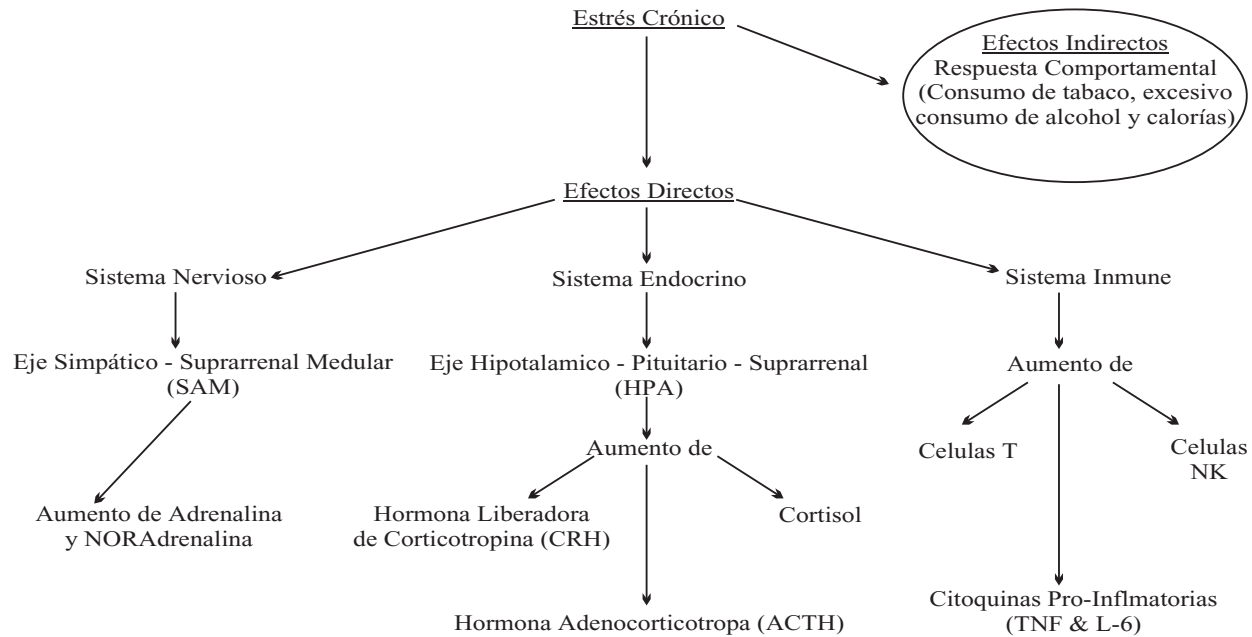 Estrés Crónico
Efectos Indirectos
Respuesta Comportamental
(Consumo de tabaco, excesivo
consumo de alcohol y calorías)
Efectos Directos
Sistema Nervioso
Sistema Endocrino
Sistema Inmune
Eje Simpático - Suprarrenal Medular
(SAM)
Eje Hipotalamico - Pituitario - Suprarrenal
(HPA)
Aumento de
Aumento de
Celulas T
Celulas
NK
Aumento de Adrenalina
y NORAdrenalina
Hormona Liberadora
de Corticotropina (CRH)
Cortisol
Hormona Adenocorticotropa (ACTH)
Citoquinas Pro-Inflmatorias
(TNF & L-6)